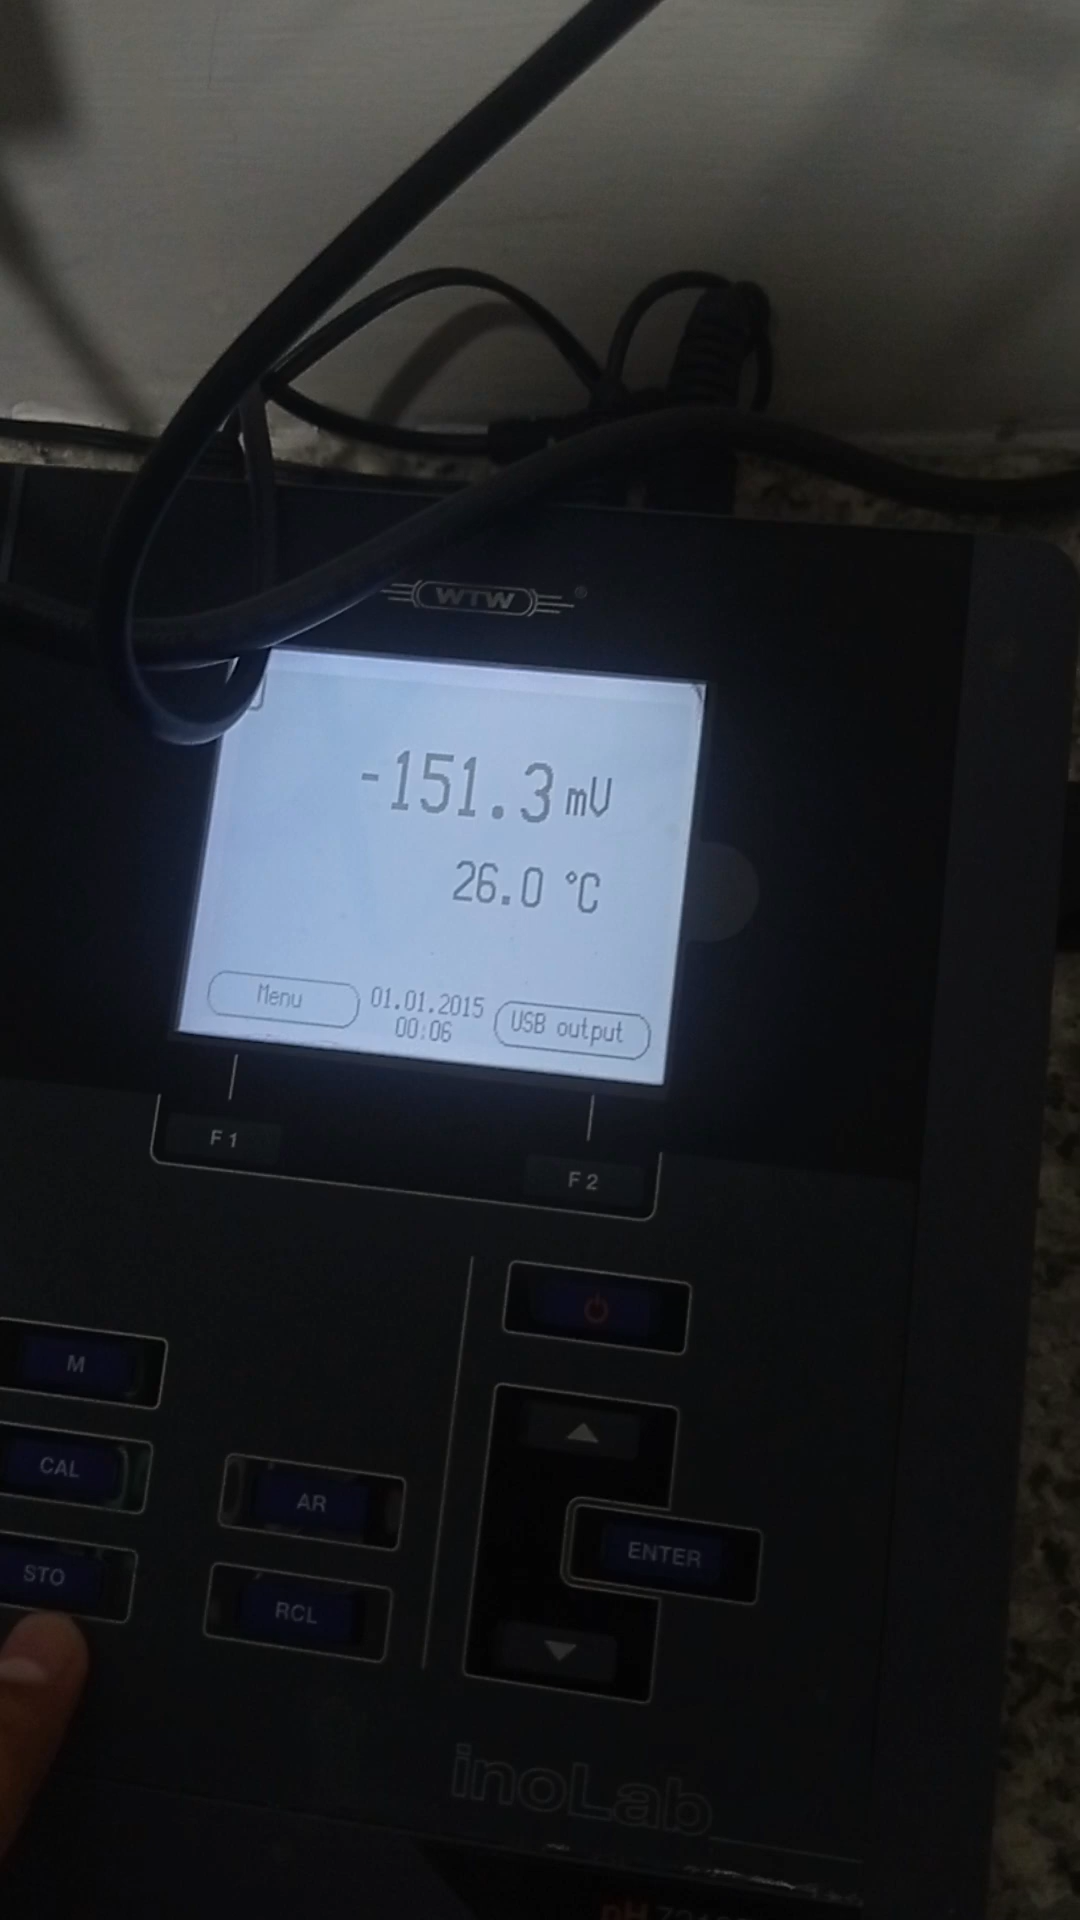 WTW ®
-151.3 mV
26.0 °C
Menu
01.01.2015
00:06
USB output
F1
F2
M
CAL
AR
STO
ENTER
RCL
inoLab
pH